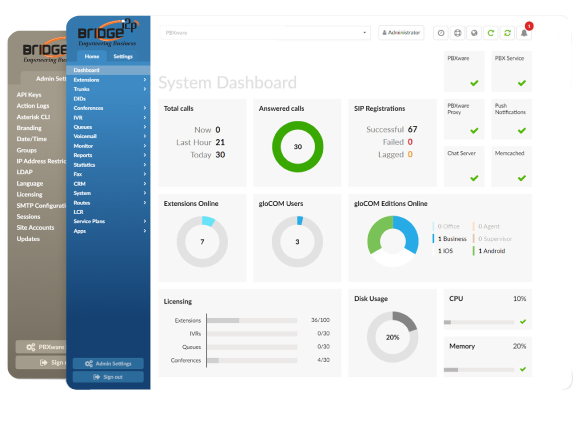 BRIDGE
Empowering Bus
Admin Sett
API Keys
Action Logs
Asterisk CLI
Branding
Date/Time
Groups
IP Address Restric
LDAP
Language
Licensing
SMTP Configurati
Sessions
Site Accounts
Updates
PBXware
Sign
BRIDGE i2p
Empowering Business
Home Settings
Dashboard
Extensions
Trunks
DIDs
Conferences
IVR
Queues
Voicemail
Monitor
Reports
Statistics
Fax
CRM
System
Routes
LCR
Service Plans
Apps
Admin Settings
Sign out
PBXware
Administrator
1
System Dashboard
PBXware
PBX Service
PBXware Proxy
Push Notifications
Chat Server
Memcached
Total calls
Now 0
Last Hour 21
Today 30
Answered calls
30
SIP Registrations
Successful 67
Failed 0
Lagged 0
Extensions Online
7
gloCOM Users
3
gloCOM Editions Online
0 Office 0 Agent
1 Business 0 Supervisor
1 iOS 1 Android
Licensing
Extensions 36/100
IVRs 0/30
Queues 0/30
Conferences 4/30
Disk Usage
20%
CPU 10%
Memory 20%